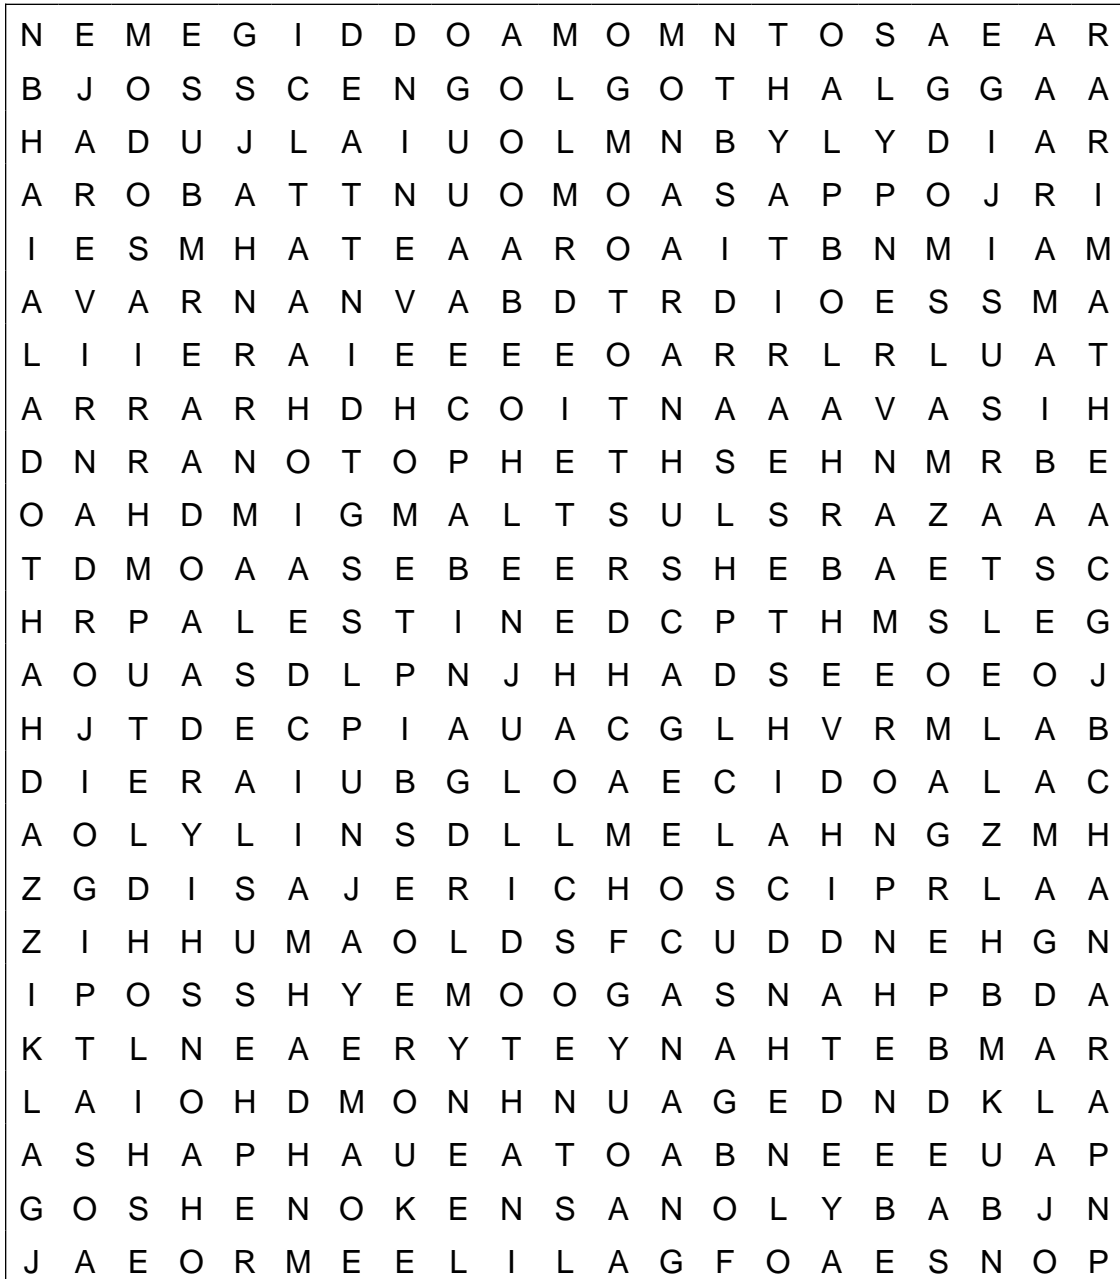 N E M E G I D D O A M O M N T O S A E A R
B J O S S C E N G O L G O T H A L G G A A
H A D U J L A I U O L M N B Y L Y D I A R
A R O B A T T N U O M O A S A P P O J R I
I E S M H A T E A A R O A I T B N M I A M
A V A R N A N V A B D T R D I O E S S M A
L I I E R A I E E E E O A R R L R L U A T
A R R A R H D H C O I T N A A A V A S I H
D N R A N O T O P H E T H S E H N M R B E
O A H D M I G M A L T S U L S R A Z A A A
T D M O A A S E B E E R S H E B A E T S C
H R P A L E S T I N E D C P T H M S L E G
A O U A S D L P N J H H A D S E E O E O J
H J T D E C P I A U A C G L H V R M L A B
D I E R A I U B G L O A E C I D O A L A C
A O L Y L I N S D L L M E L A H N G Z M H
Z G D I S A J E R I C H O S C I P R L A A
Z I H H U M A O L D S F C U D D N E H G N
I P O S S H Y E M O O G A S N A H P B D A
K T L N E A E R Y T E Y N A H T E B M A R
L A I O H D M O N H N U A G E D N D K L A
A S H A P H A U E A T O A B N E E E U A P
G O S H E N O K E N S A N O L Y B A B J N
J A E O R M E E L I L A G F O A E S N O P